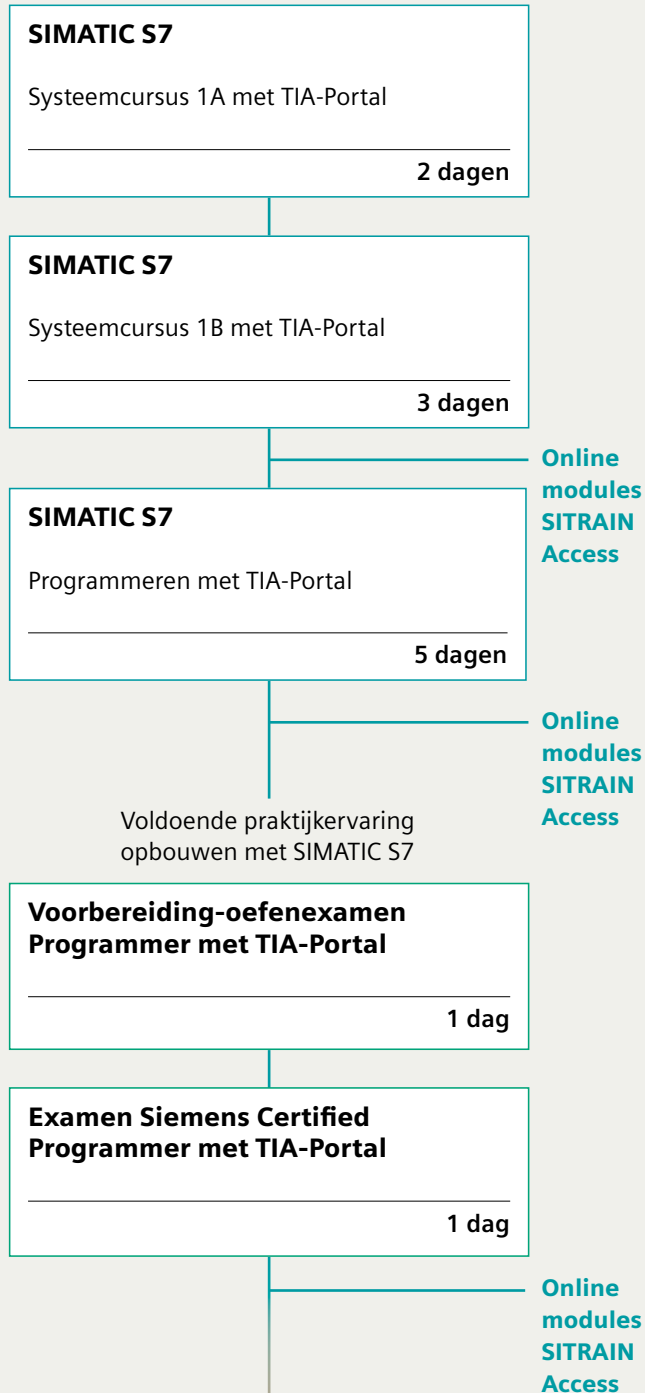 SIMATIC S7
Systeemcursus 1A met TIA-Portal
2 dagen
SIMATIC S7
Systeemcursus 1B met TIA-Portal
3 dagen
Online
modules
SITRAIN
Access
SIMATIC S7
Programmeren met TIA-Portal
5 dagen
Online
modules
SITRAIN
Access
Voldoende praktijkervaring
opbouwen met SIMATIC S7
Voorbereiding-oefenexamen
Programmer met TIA-Portal
1 dag
Examen Siemens Certified
Programmer met TIA-Portal
1 dag
Online
modules
SITRAIN
Access